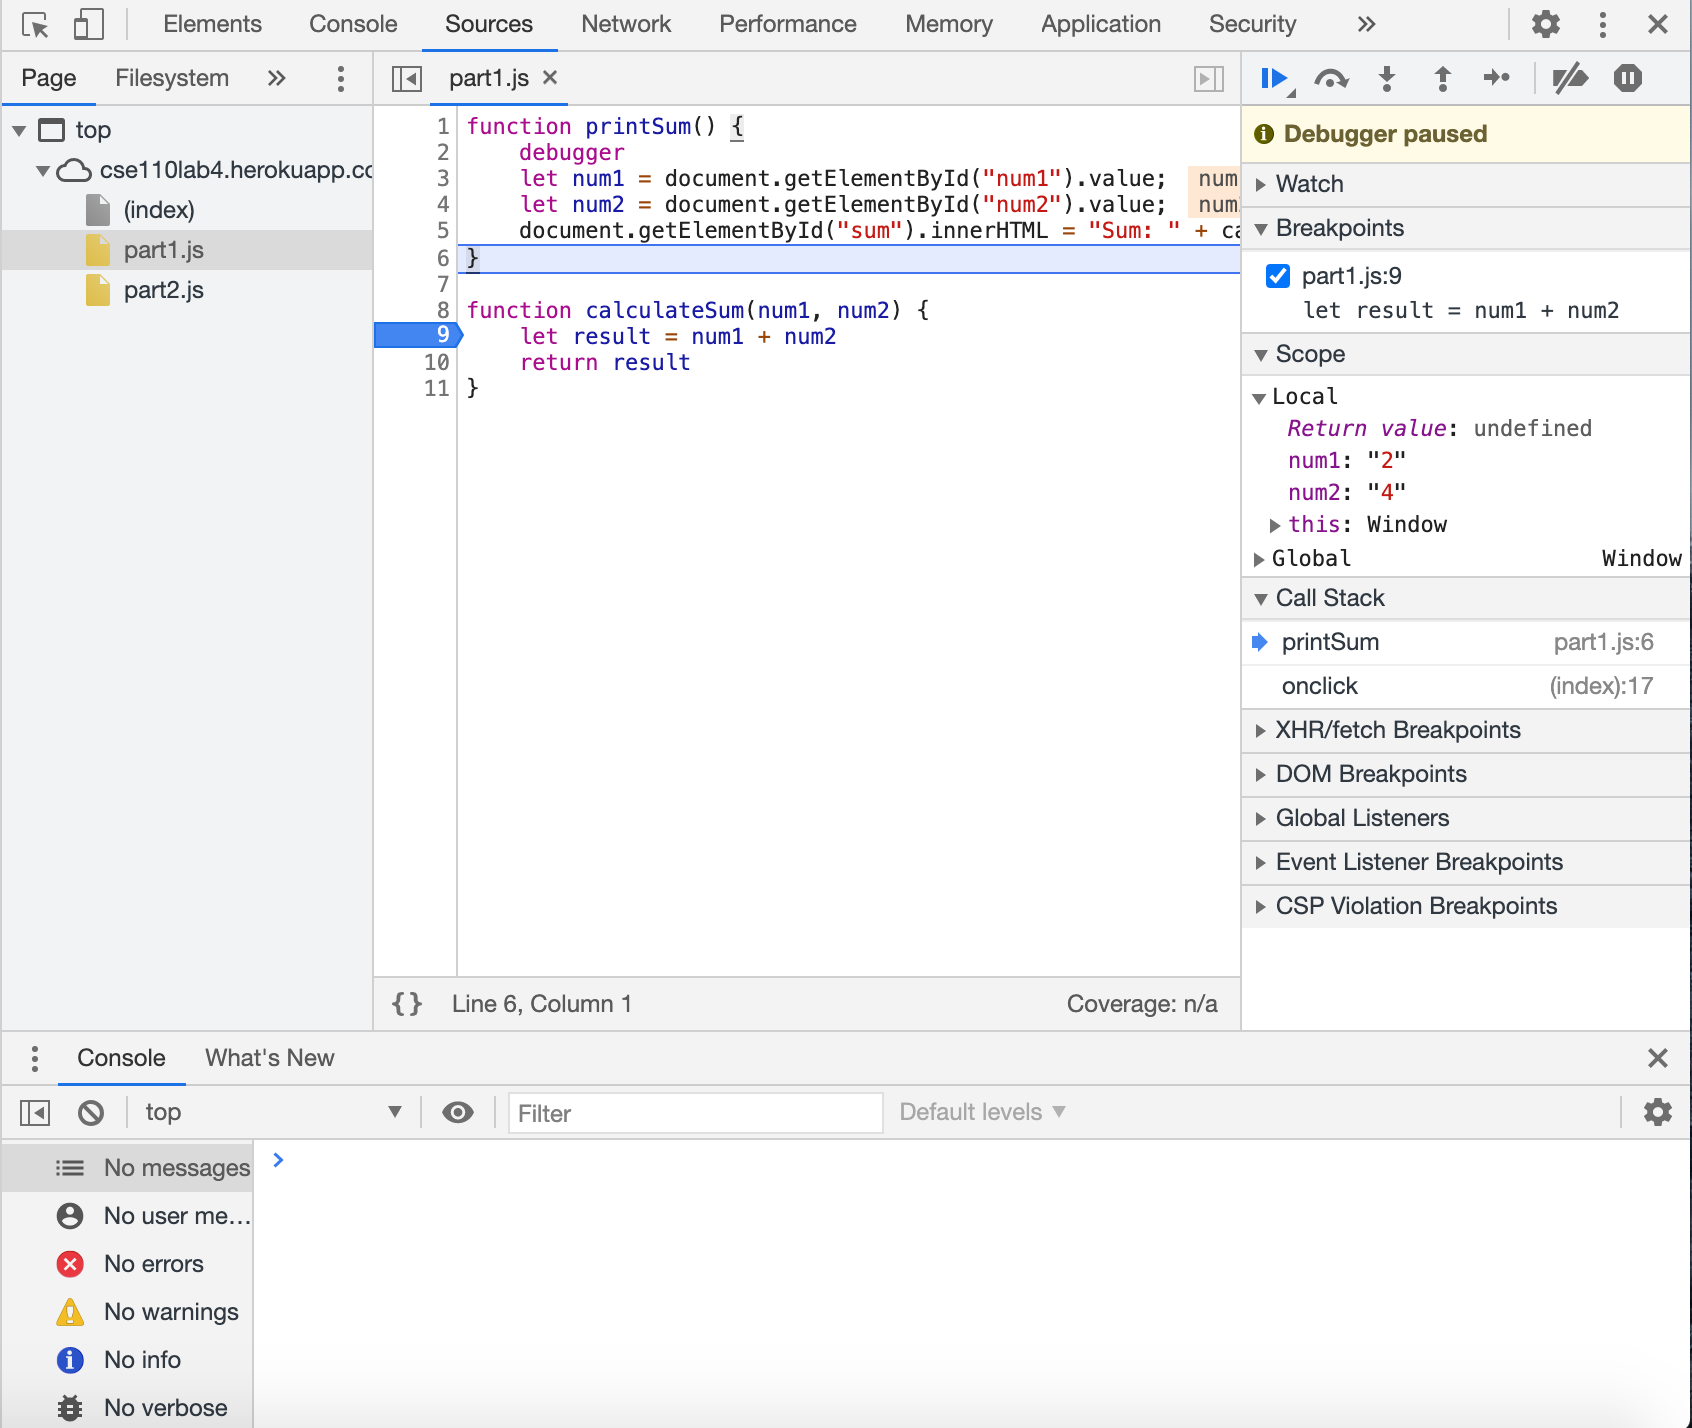 Elements Console Sources Network Performance Memory Application Security »
Page Filesystem »
top
cse110lab4.herokuapp.cc
(index)
part1.js
part2.js
part1.js ×
1 function printSum() {
2 debugger
3 let num1 = document.getElementById("num1").value; num
4 let num2 = document.getElementById("num2").value; num
5 document.getElementById("sum").innerHTML = "Sum: " + ca
6 }
7
8 function calculateSum(num1, num2) {
9 let result = num1 + num2
10 return result
11 }
{} Line 6, Column 1 Coverage: n/a
Debugger paused
Watch
Breakpoints
part1.js:9
let result = num1 + num2
Scope
Local
Return value: undefined
num1: "2"
num2: "4"
this: Window
Global Window
Call Stack
printSum part1.js:6
onclick (index):17
XHR/fetch Breakpoints
DOM Breakpoints
Global Listeners
Event Listener Breakpoints
CSP Violation Breakpoints
Console What's New
top Filter Default levels
No messages
No user me...
No errors
No warnings
No info
No verbose